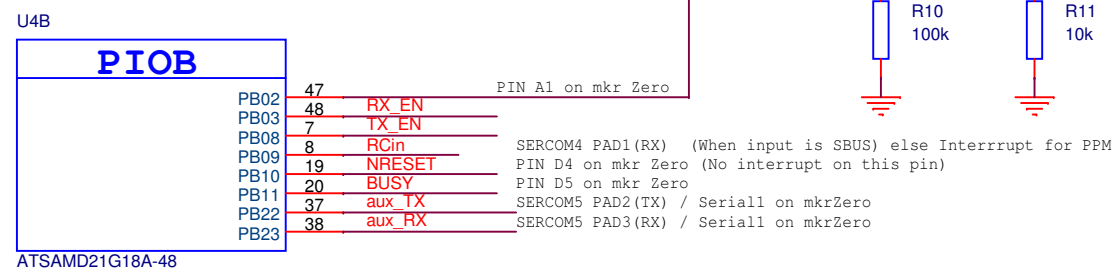 U4B
R10
100k
R11
10k
PIOB
PB02 47 PIN A1 on mkr Zero
PB03 48 RX_EN
PB08 7 TX_EN
PB09 8 RCin SERCOM4 PAD1(RX) (When input is SBUS) else Interrrupt for PPM
PB10 19 NRESET PIN D4 on mkr Zero (No interrupt on this pin)
PB11 20 BUSY PIN D5 on mkr Zero
PB22 37 aux_TX SERCOM5 PAD2(TX) / Serial1 on mkrZero
PB23 38 aux_RX SERCOM5 PAD3(RX) / Serial1 on mkrZero
ATSAMD21G18A-48